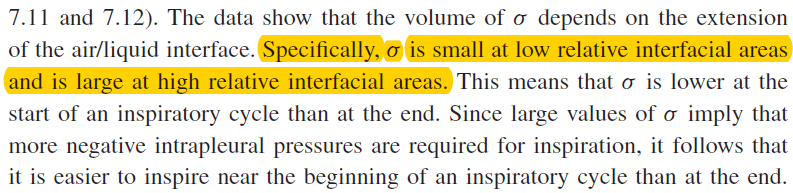 7.11 and 7.12). The data show that the volume of σ depends on the extension
of the air/liquid interface. Specifically, σ is small at low relative interfacial areas
and is large at high relative interfacial areas. This means that σ is lower at the
start of an inspiratory cycle than at the end. Since large values of σ imply that
more negative intrapleural pressures are required for inspiration, it follows that
it is easier to inspire near the beginning of an inspiratory cycle than at the end.